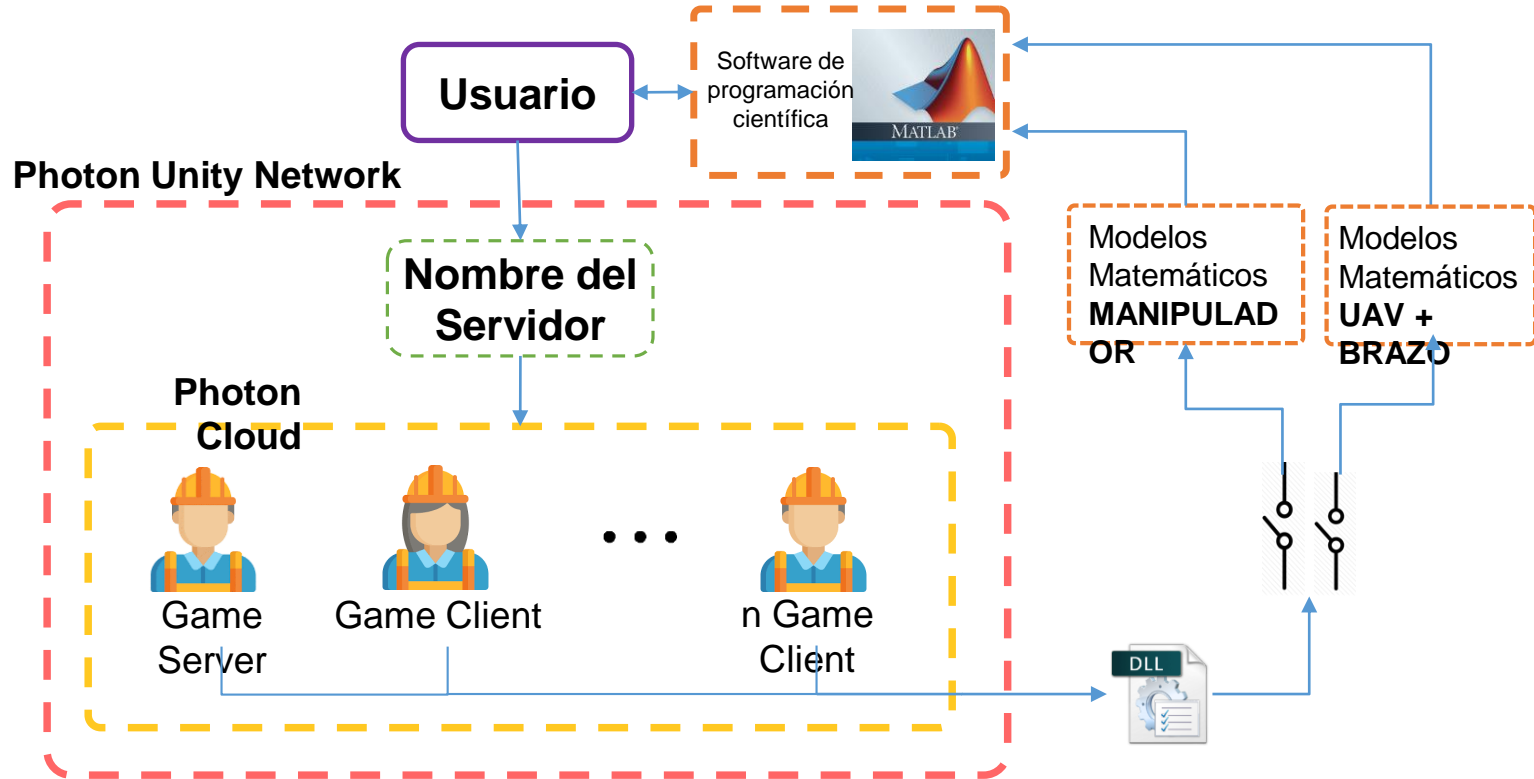 Usuario
Software de
programación
científica
MATLAB®
Photon Unity Network
Nombre del
Servidor
Modelos
Matemáticos
MANIPULAD
OR
Modelos
Matemáticos
UAV +
BRAZO
Photon
Cloud
Game
Server
Game Client
...
n Game
Client
DLL